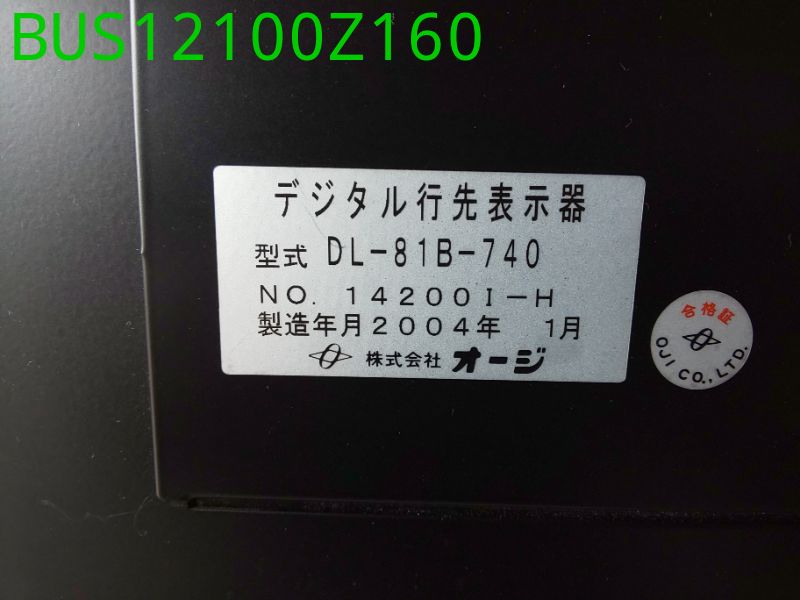 BUS12100Z160
デジタル行先表示器
型式 DL-81B-740
NO. 14200I-H
製造年月2004年 1月
株式会社 オージ
合格証
OJI CO., LTD.